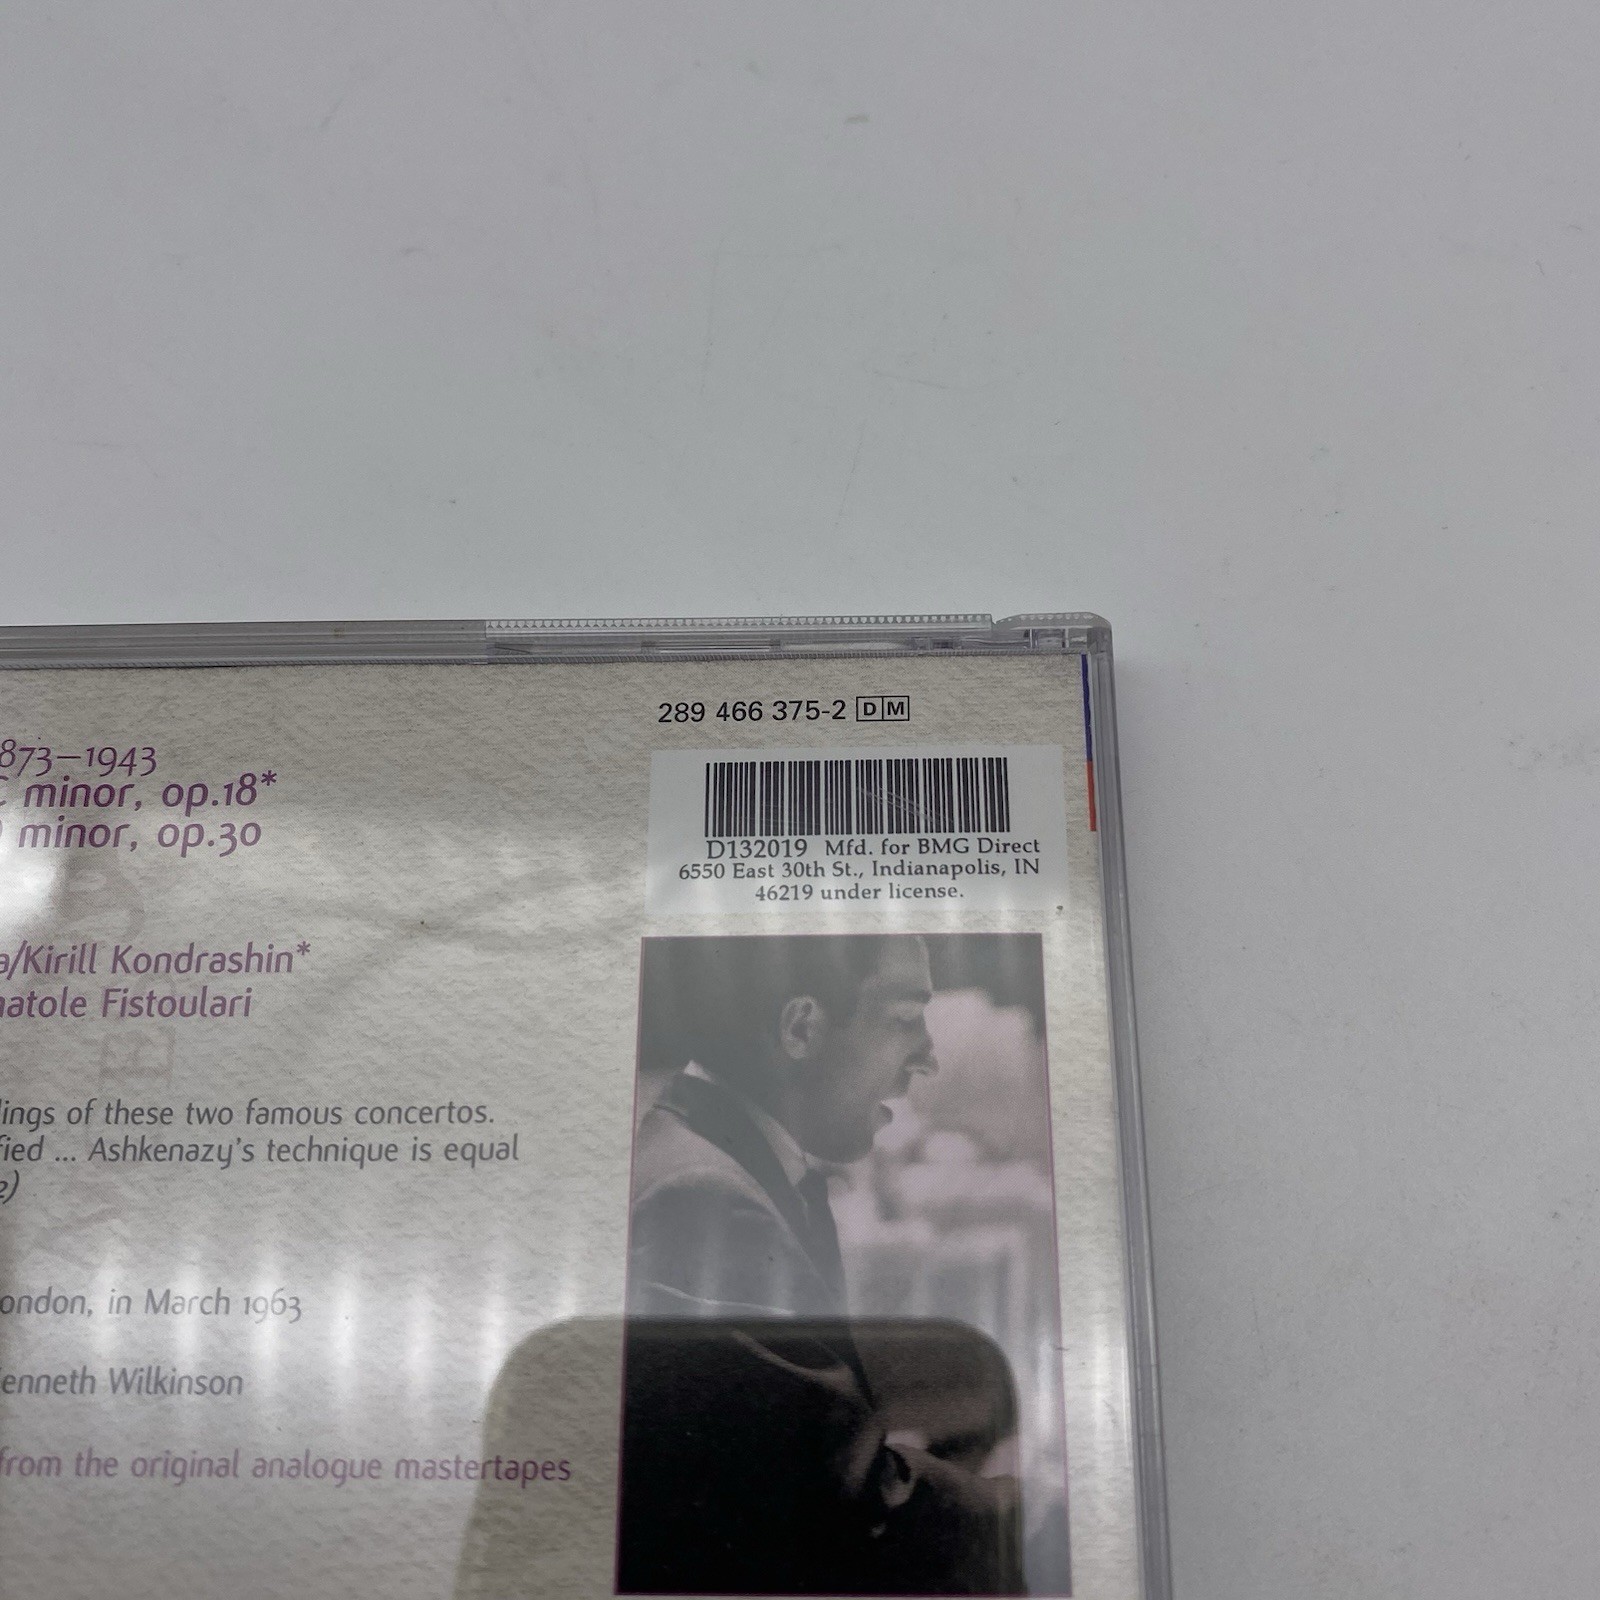 289 466 375-2 DM
873–1943
C minor, op.18*
minor, op.30
D132019 Mfd. for BMG Direct
6550 East 30th St., Indianapolis, IN
46219 under license.
a/Kirill Kondrashin*
natole Fistoulari
lings of these two famous concertos.
fied ... Ashkenazy's technique is equal
ondon, in March 1963
enneth Wilkinson
from the original analogue mastertapes